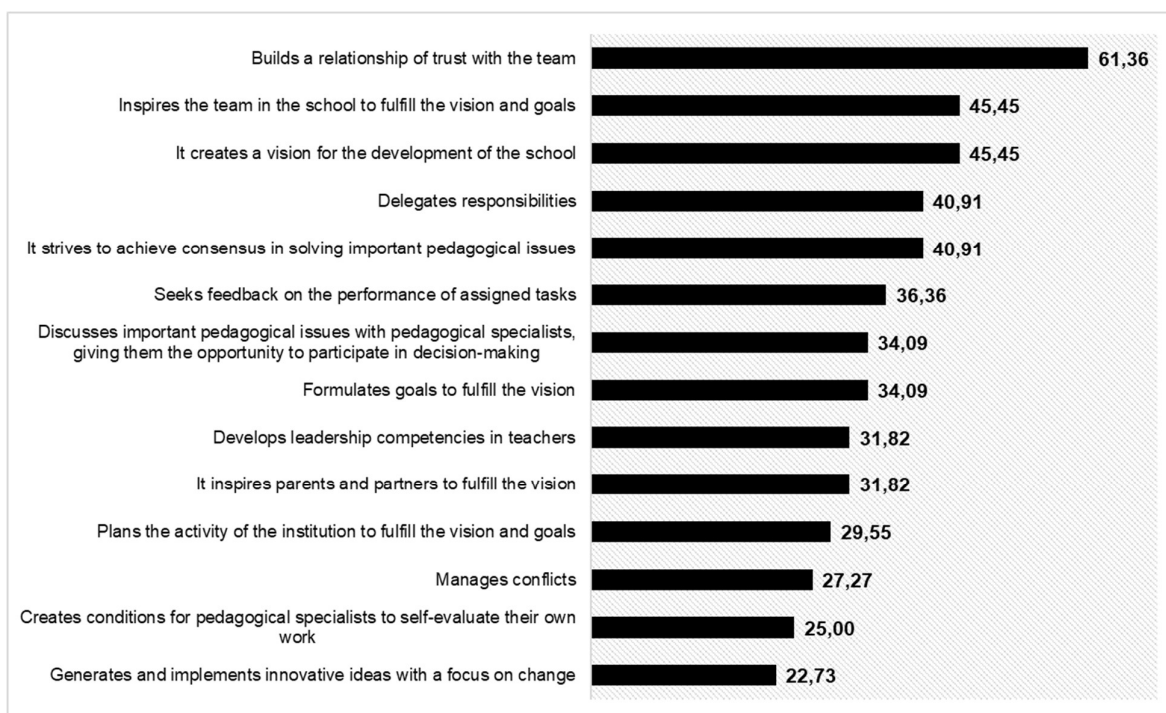 Builds a relationship of trust with the team
61,36
Inspires the team in the school to fulfill the vision and goals
45,45
It creates a vision for the development of the school
45,45
Delegates responsibilities
40,91
It strives to achieve consensus in solving important pedagogical issues
40,91
Seeks feedback on the performance of assigned tasks
36,36
Discusses important pedagogical issues with pedagogical specialists,
giving them the opportunity to participate in decision-making
34,09
Formulates goals to fulfill the vision
34,09
Develops leadership competencies in teachers
31,82
It inspires parents and partners to fulfill the vision
31,82
Plans the activity of the institution to fulfill the vision and goals
29,55
Manages conflicts
27,27
Creates conditions for pedagogical specialists to self-evaluate their own
work
25,00
Generates and implements innovative ideas with a focus on change
22,73